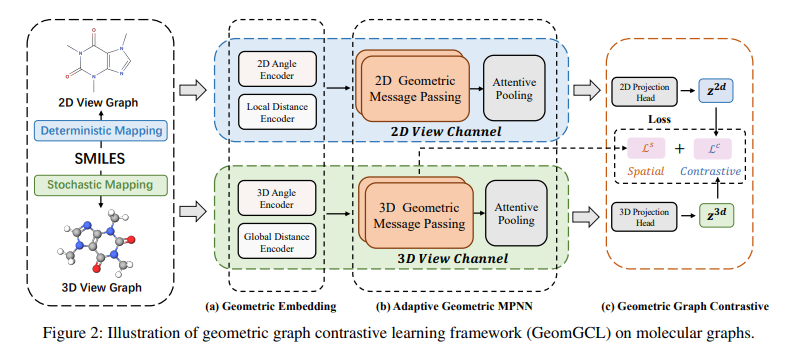 2D View Graph
Deterministic Mapping
SMILES
Stochastic Mapping
3D View Graph
2D Angle
Encoder
Local Distance
Encoder
2D Geometric
Message Passing
Attentive
Pooling
2D View Channel
3D Angle
Encoder
Global Distance
Encoder
3D Geometric
Message Passing
Attentive
Pooling
3D View Channel
2D Projection
Head
z^2d
Loss
ℒ^s + ℒ^c
Spatial Contrastive
3D Projection
Head
z^3d
(a) Geometric Embedding
(b) Adaptive Geometric MPNN
(c) Geometric Graph Contrastive
Figure 2: Illustration of geometric graph contrastive learning framework (GeomGCL) on molecular graphs.